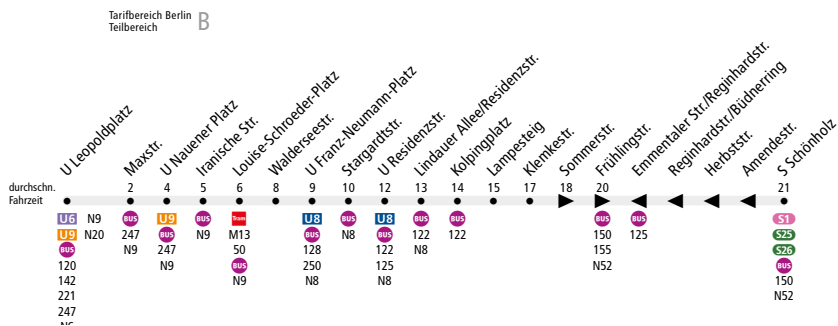 Tarifbereich Berlin
Teilbereich
B
U Leopoldplatz
Maxstr.
U Nauener Platz
Iranische Str.
Louise-Schroeder-Platz
Walderseestr.
U Franz-Neumann-Platz
Stargardtstr.
U Residenzstr.
Lindauer Allee/Residenzstr.
Kolpingplatz
Lampesteig
Klemkestr.
Sommerstr.
Frühlingstr.
Emmentaler Str./Reginhardstr.
Reginhardstr./Büdnerring
Herbststr.
Amendestr.
S Schönholz
durchschn. 2 4 5 6 8 9 10 12 13 14 15 17 18 20 21
Fahrzeit
U6 N9 BUS U9 BUS Tram U8 BUS U8 BUS BUS BUS BUS S1
U9 N20 247 BUS N9 M13 BUS N8 BUS 122 122 150 125 S25
BUS N9 247 50 128 122 N8 155 S26
120 N9 BUS 250 125 N52 BUS
142 N9 N8 N8 150
221 N52
247